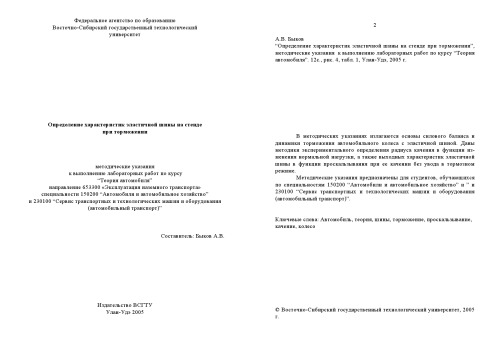 Федеральное агентство по образованию
Восточно-Сибирский государственный технологический
университет
Определение характеристик эластичной шины на стенде
при торможении
методические указания
к выполнению лабораторных работ по курсу
"Теория автомобиля"
направление 653300 «Эксплуатация наземного транспорта»
специальности 150200 "Автомобили и автомобильное хозяйство"
и 230100 "Сервис транспортных и технологических машин и оборудования
(автомобильный транспорт)"
Составитель: Быков А.В.
Издательство ВСГТУ
Улан-Удэ 2005
2
А.В. Быков
"Определение характеристик эластичной шины на стенде при торможении",
методические указания к выполнению лабораторных работ по курсу "Теория
автомобиля". 12с., рис. 4, табл. 1, Улан-Удэ, 2005 г.
В методических указаниях излагаются основы силового баланса и
динамики торможения автомобильного колеса с эластичной шиной. Даны
методики экспериментального определения радиуса качения в функции из-
менения нормальной нагрузки, а также выходных характеристик эластичной
шины в функции проскальзывания при ее качении без увода в тормозном
режиме.
Методические указания предназначены для студентов, обучающихся
по специальностям 150200 "Автомобили и автомобильное хозяйство" и " и
230100 "Сервис транспортных и технологических машин и оборудования
(автомобильный транспорт)".
Ключевые слова: Автомобиль, теория, шины, торможение, проскальзывание,
качение, колесо
© Восточно-Сибирский государственный технологический университет, 2005
г.